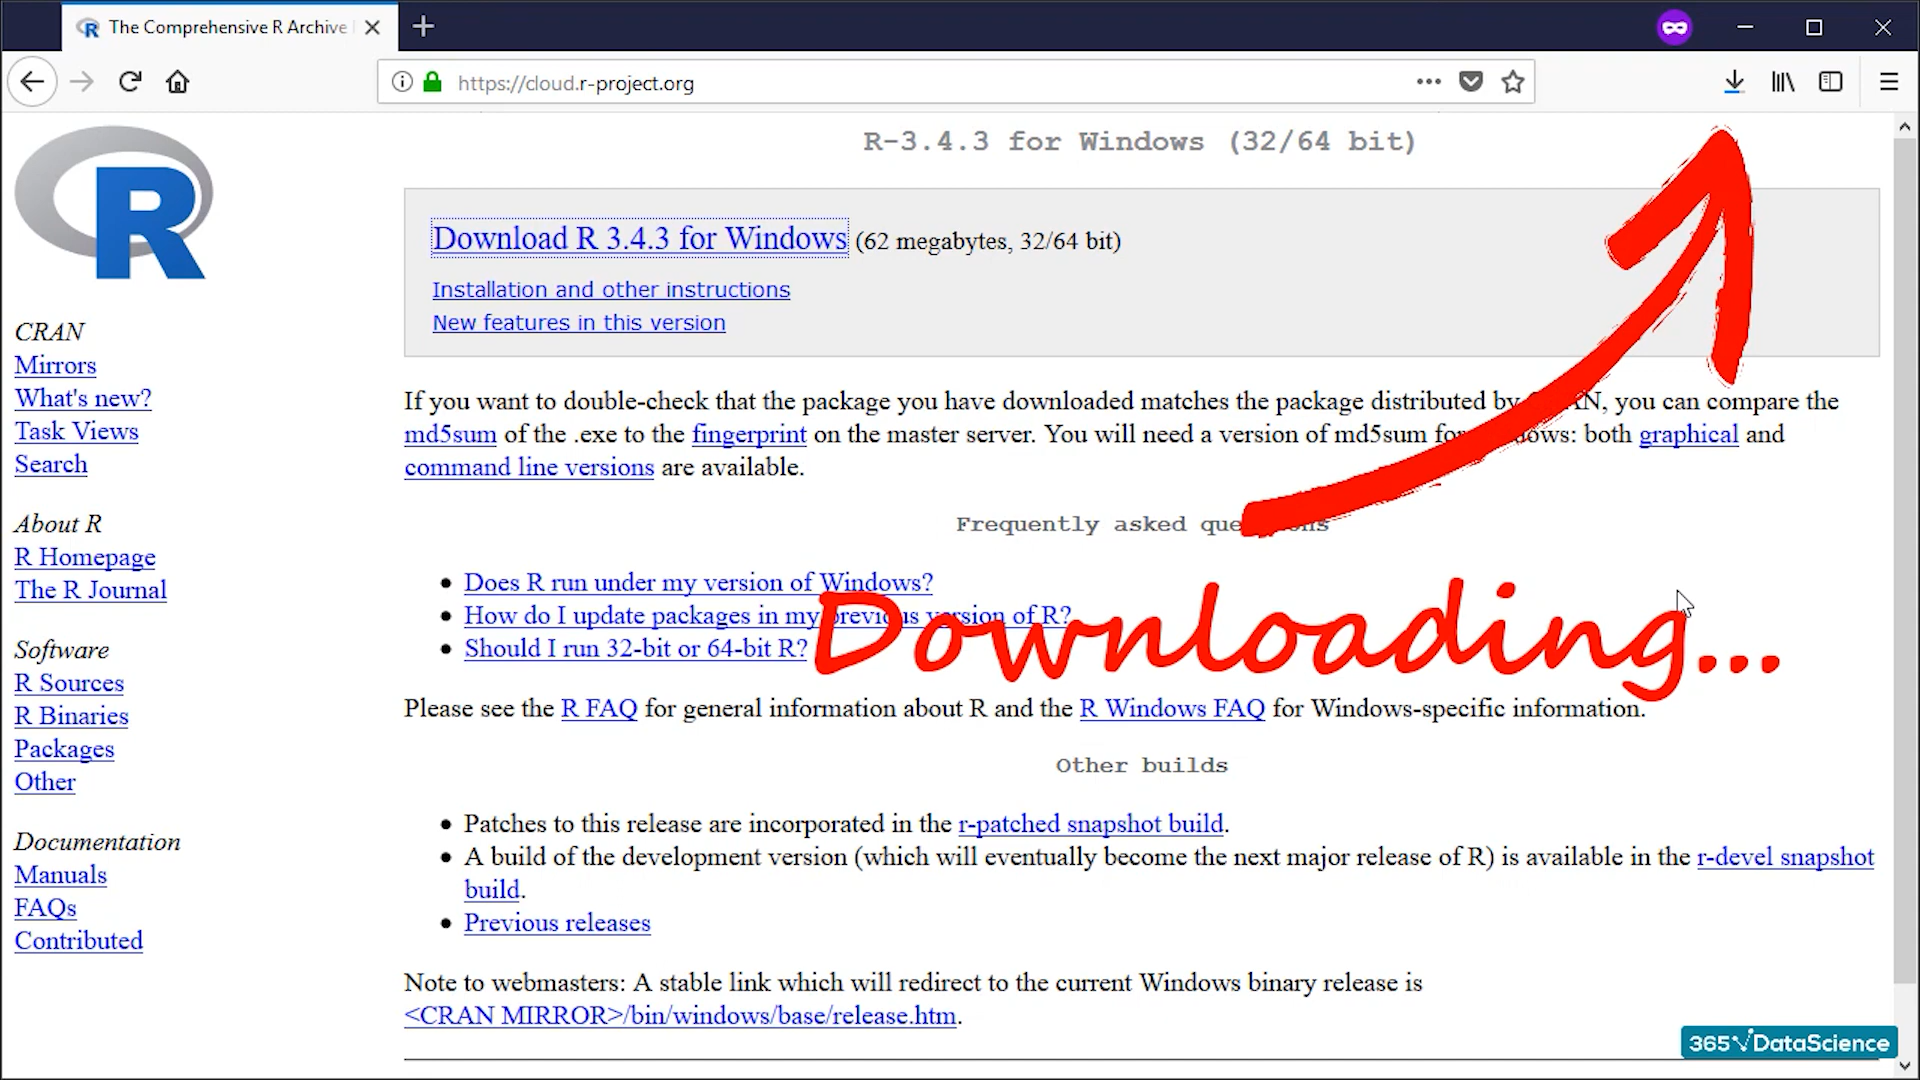 The Comprehensive R Archive
https://cloud.r-project.org
R-3.4.3 for Windows (32/64 bit)
R
Download R 3.4.3 for Windows (62 megabytes, 32/64 bit)
Installation and other instructions
New features in this version
CRAN
Mirrors
What's new?
Task Views
Search
About R
R Homepage
The R Journal
Software
R Sources
R Binaries
Packages
Other
Documentation
Manuals
FAQs
Contributed
If you want to double-check that the package you have downloaded matches the package distributed by you can compare the
md5sum of the .exe to the fingerprint on the master server. You will need a version of md5sum for both graphical and
command line versions are available.
Frequently asked
Does R run under my version of Windows?
How do I update packages in my previous version of R?
Should I run 32-bit or 64-bit R?
Downloading...
Please see the R FAQ for general information about R and the R Windows FAQ for Windows-specific information.
Other builds
Patches to this release are incorporated in the r-patched snapshot build.
A build of the development version (which will eventually become the next major release of R) is available in the r-devel snapshot
build.
Previous releases
Note to webmasters: A stable link which will redirect to the current Windows binary release is
<CRAN MIRROR>/bin/windows/base/release.htm.
365 DataScience